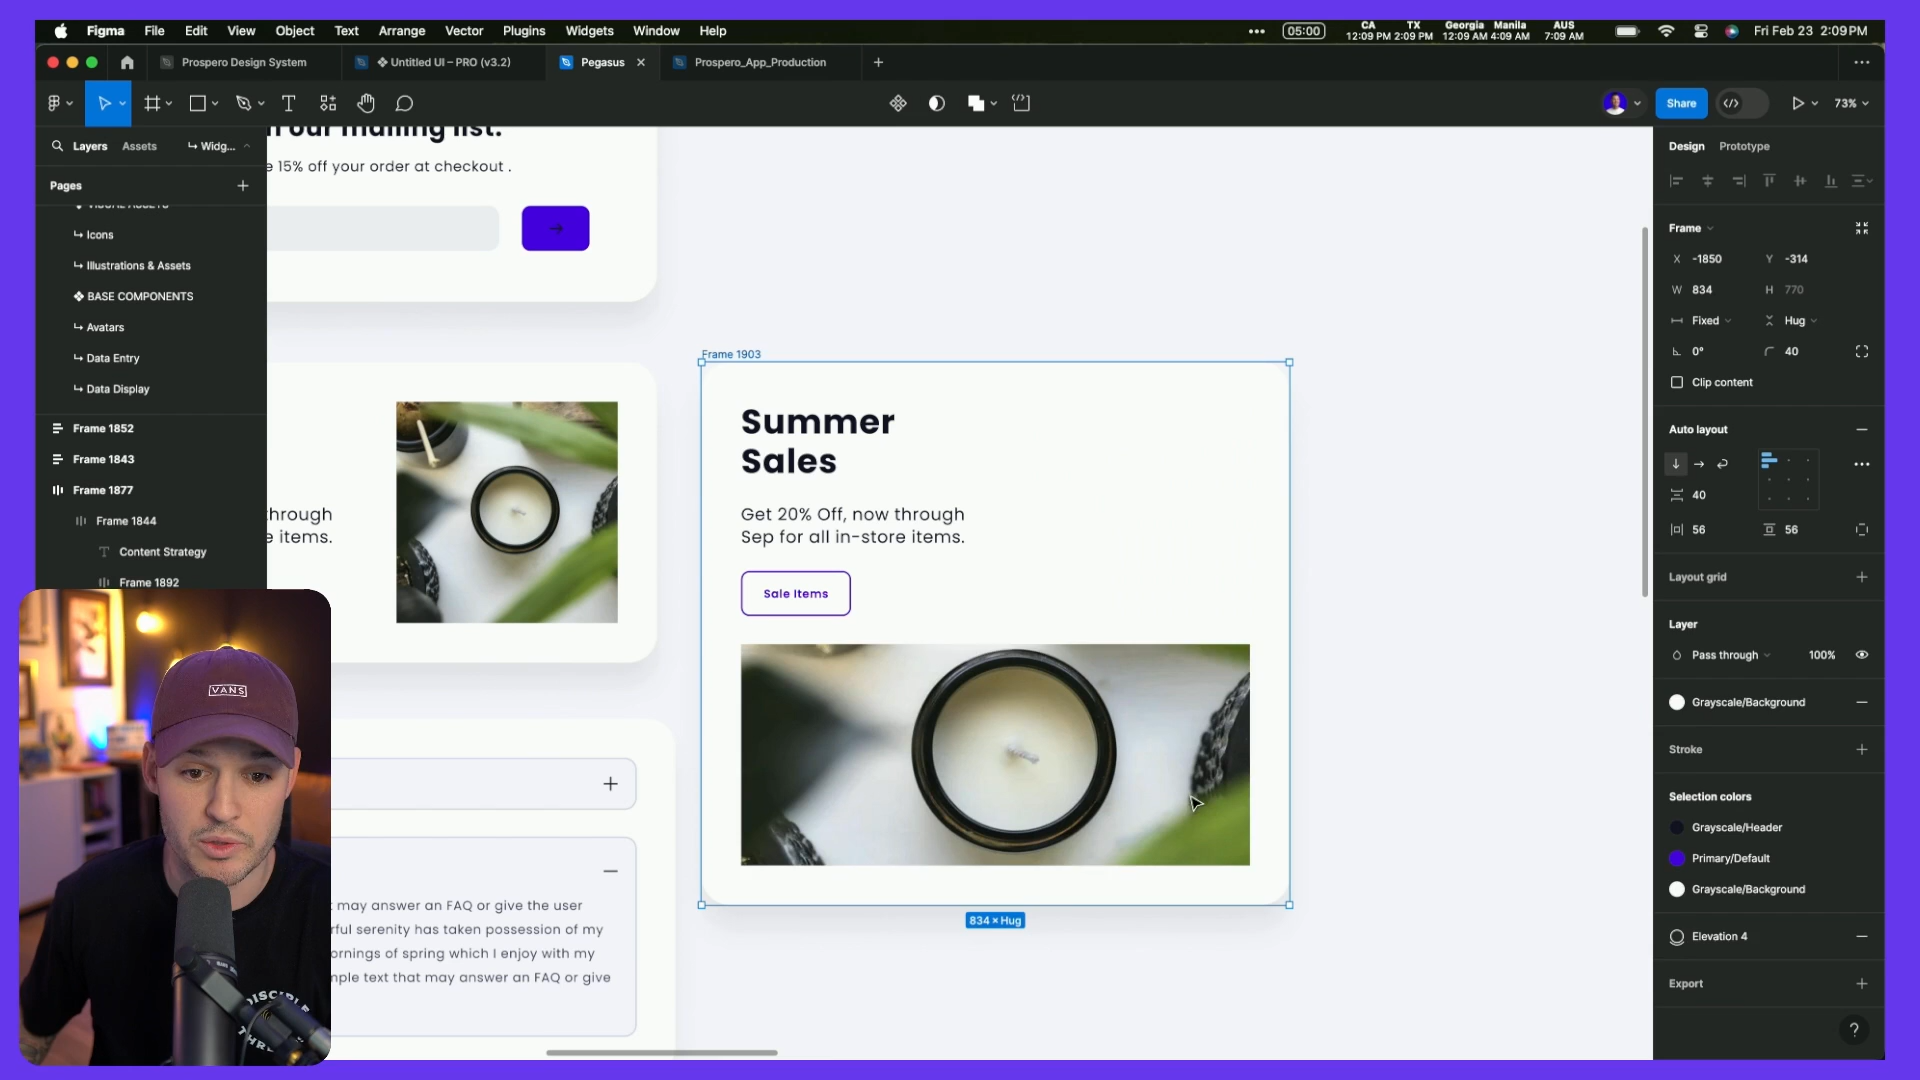 Figma File Edit View Object Text Arrange Vector Plugins Widgets Window Help
05:00
CA TX Georgia Manila AUS
12:09 PM 2:09 PM 12:09 AM 4:09 AM 7:09 AM
Fri Feb 23 2:09 PM
Prospero Design System
Untitled UI – PRO (v3.2)
Pegasus
Prospero_App_Production
Share
73%
Layers Assets Widg...
Pages
VISUAL ASSETS
Icons
Illustrations & Assets
BASE COMPONENTS
Avatars
Data Entry
Data Display
Frame 1852
Frame 1843
Frame 1877
Frame 1844
Content Strategy
Frame 1892
our mailing list.
15% off your order at checkout .
hrough
items.
may answer an FAQ or give the user
rful serenity has taken possession of my
ornings of spring which I enjoy with my
ple text that may answer an FAQ or give
Frame 1903
Summer
Sales
Get 20% Off, now through
Sep for all in-store items.
Sale Items
834 × Hug
Design Prototype
Frame
X -1850 Y -314
W 834 H 770
Fixed Hug
0° 40
Clip content
Auto layout
40
56 56
Layout grid
Layer
Pass through 100%
Grayscale/Background
Stroke
Selection colors
Grayscale/Header
Primary/Default
Grayscale/Background
Elevation 4
Export
?
VANS